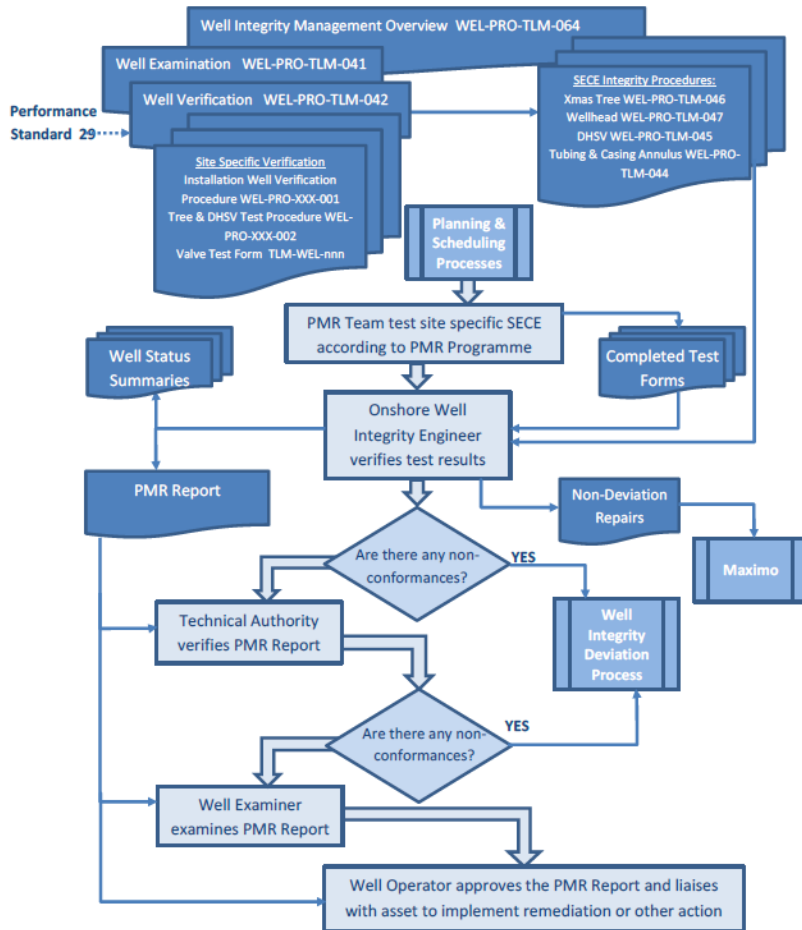 Well Integrity Management Overview WEL-PRO-TLM-064
Well Examination WEL-PRO-TLM-041
Well Verification WEL-PRO-TLM-042
Performance
Standard 29
SECE Integrity Procedures:
Xmas Tree WEL-PRO-TLM-046
Wellhead WEL-PRO-TLM-047
DHSV WEL-PRO-TLM-045
Tubing & Casing Annulus WEL-PRO-
TLM-044
Site Specific Verification
Installation Well Verification
Procedure WEL-PRO-XXX-001
Tree & DHSV Test Procedure WEL-
PRO-XXX-002
Valve Test Form TLM-WEL-nnn
Planning &
Scheduling
Processes
PMR Team test site specific SECE
according to PMR Programme
Well Status
Summaries
Completed Test
Forms
Onshore Well
Integrity Engineer
verifies test results
PMR Report
Non-Deviation
Repairs
Maximo
Are there any non-
conformances?
YES
Technical Authority
verifies PMR Report
Well
Integrity
Deviation
Process
Are there any non-
conformances?
YES
Well Examiner
examines PMR Report
Well Operator approves the PMR Report and liaises
with asset to implement remediation or other action